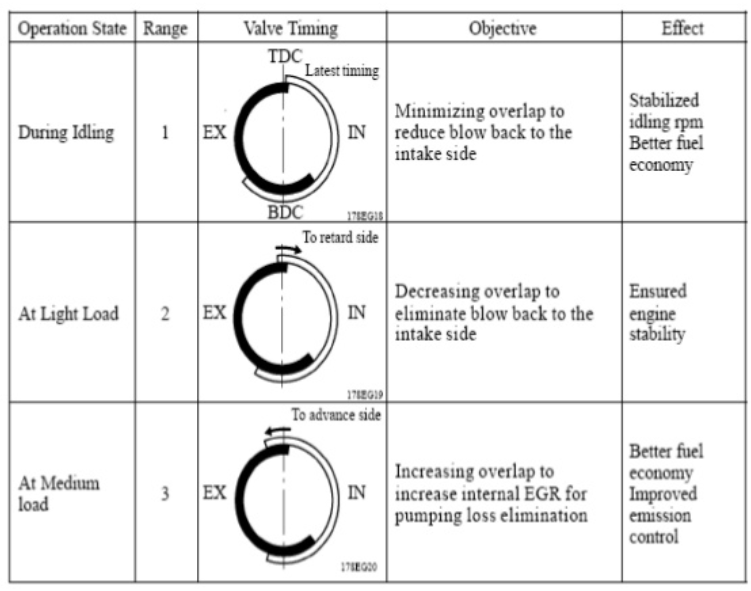 Operation State Range Valve Timing Objective Effect
TDC
Latest timing
During Idling 1 EX IN
Minimizing overlap to
reduce blow back to the
intake side
Stabilized
idling rpm
Better fuel
economy
BDC
178EG18
To retard side
At Light Load 2 EX IN
Decreasing overlap to
eliminate blow back to the
intake side
Ensured
engine
stability
178EG19
To advance side
At Medium
load
3 EX IN
Increasing overlap to
increase internal EGR for
pumping loss elimination
Better fuel
economy
Improved
emission
control
178EG20